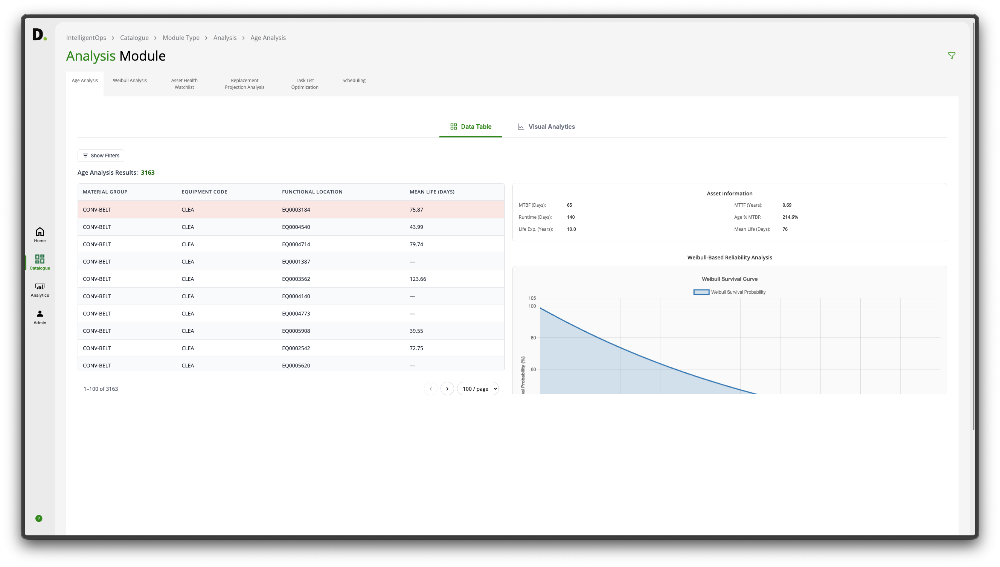 D.
IntelligentOps > Catalogue > Module Type > Analysis > Age Analysis
Analysis Module
Age Analysis
Weibull Analysis
Asset Health
Watchlist
Replacement
Projection Analysis
Task List
Optimization
Scheduling
Data Table
Visual Analytics
Show Filters
Age Analysis Results: 3163
MATERIAL GROUP EQUIPMENT CODE FUNCTIONAL LOCATION MEAN LIFE (DAYS)
CONV-BELT CLEA EQ0003184 75.87
CONV-BELT CLEA EQ0004540 43.99
CONV-BELT CLEA EQ0004714 79.74
CONV-BELT CLEA EQ0001387 —
CONV-BELT CLEA EQ0003562 123.66
CONV-BELT CLEA EQ0004140 —
CONV-BELT CLEA EQ0004773 —
CONV-BELT CLEA EQ0005908 39.55
CONV-BELT CLEA EQ0002542 72.75
CONV-BELT CLEA EQ0005620 —
1–100 of 3163
100 / page
Asset Information
MTBF (Days): 65 MTTF (Years): 0.69
Runtime (Days): 140 Age % MTBF: 214.6%
Life Exp. (Years): 10.0 Mean Life (Days): 76
Weibull-Based Reliability Analysis
Weibull Survival Curve
Weibull Survival Probability
105
100
80
60
val Probability (%)
Home
Catalogue
Analytics
Admin
?